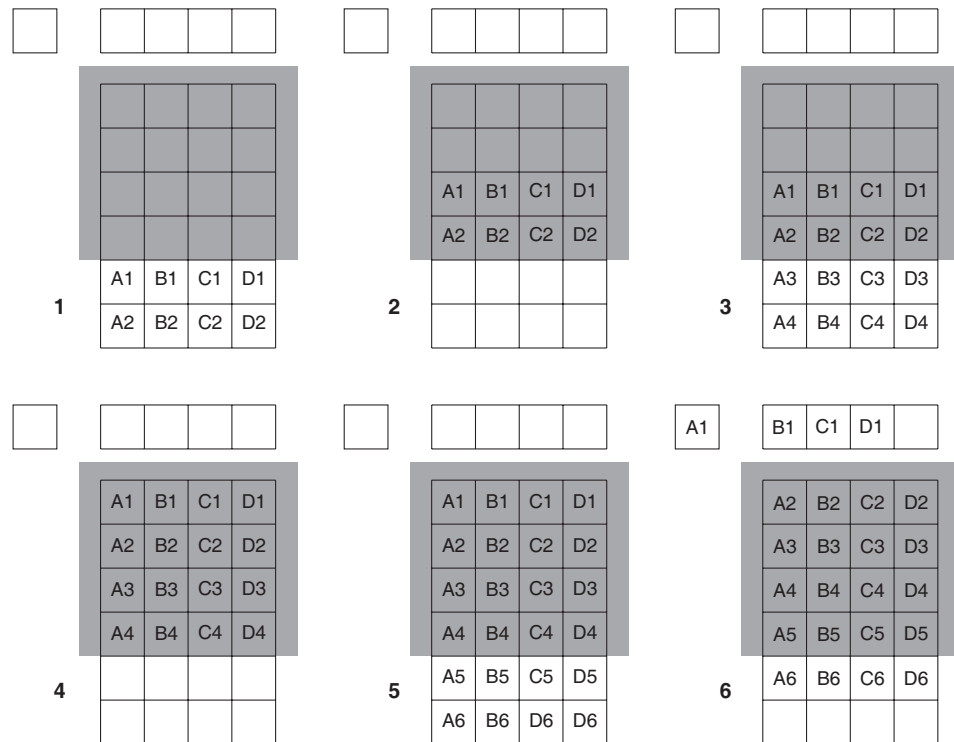 A1 B1 C1 D1
1
A2 B2 C2 D2
A1 B1 C1 D1
A2 B2 C2 D2
2
A1 B1 C1 D1
A2 B2 C2 D2
A3 B3 C3 D3
3
A4 B4 C4 D4
A1 B1 C1 D1
A2 B2 C2 D2
A3 B3 C3 D3
A4 B4 C4 D4
4
A1 B1 C1 D1
A2 B2 C2 D2
A3 B3 C3 D3
A4 B4 C4 D4
A5 B5 C5 D5
5
A6 B6 D6 D6
A1 B1 C1 D1
A2 B2 C2 D2
A3 B3 C3 D3
A4 B4 C4 D4
A5 B5 C5 D5
A6 B6 C6 D6
6